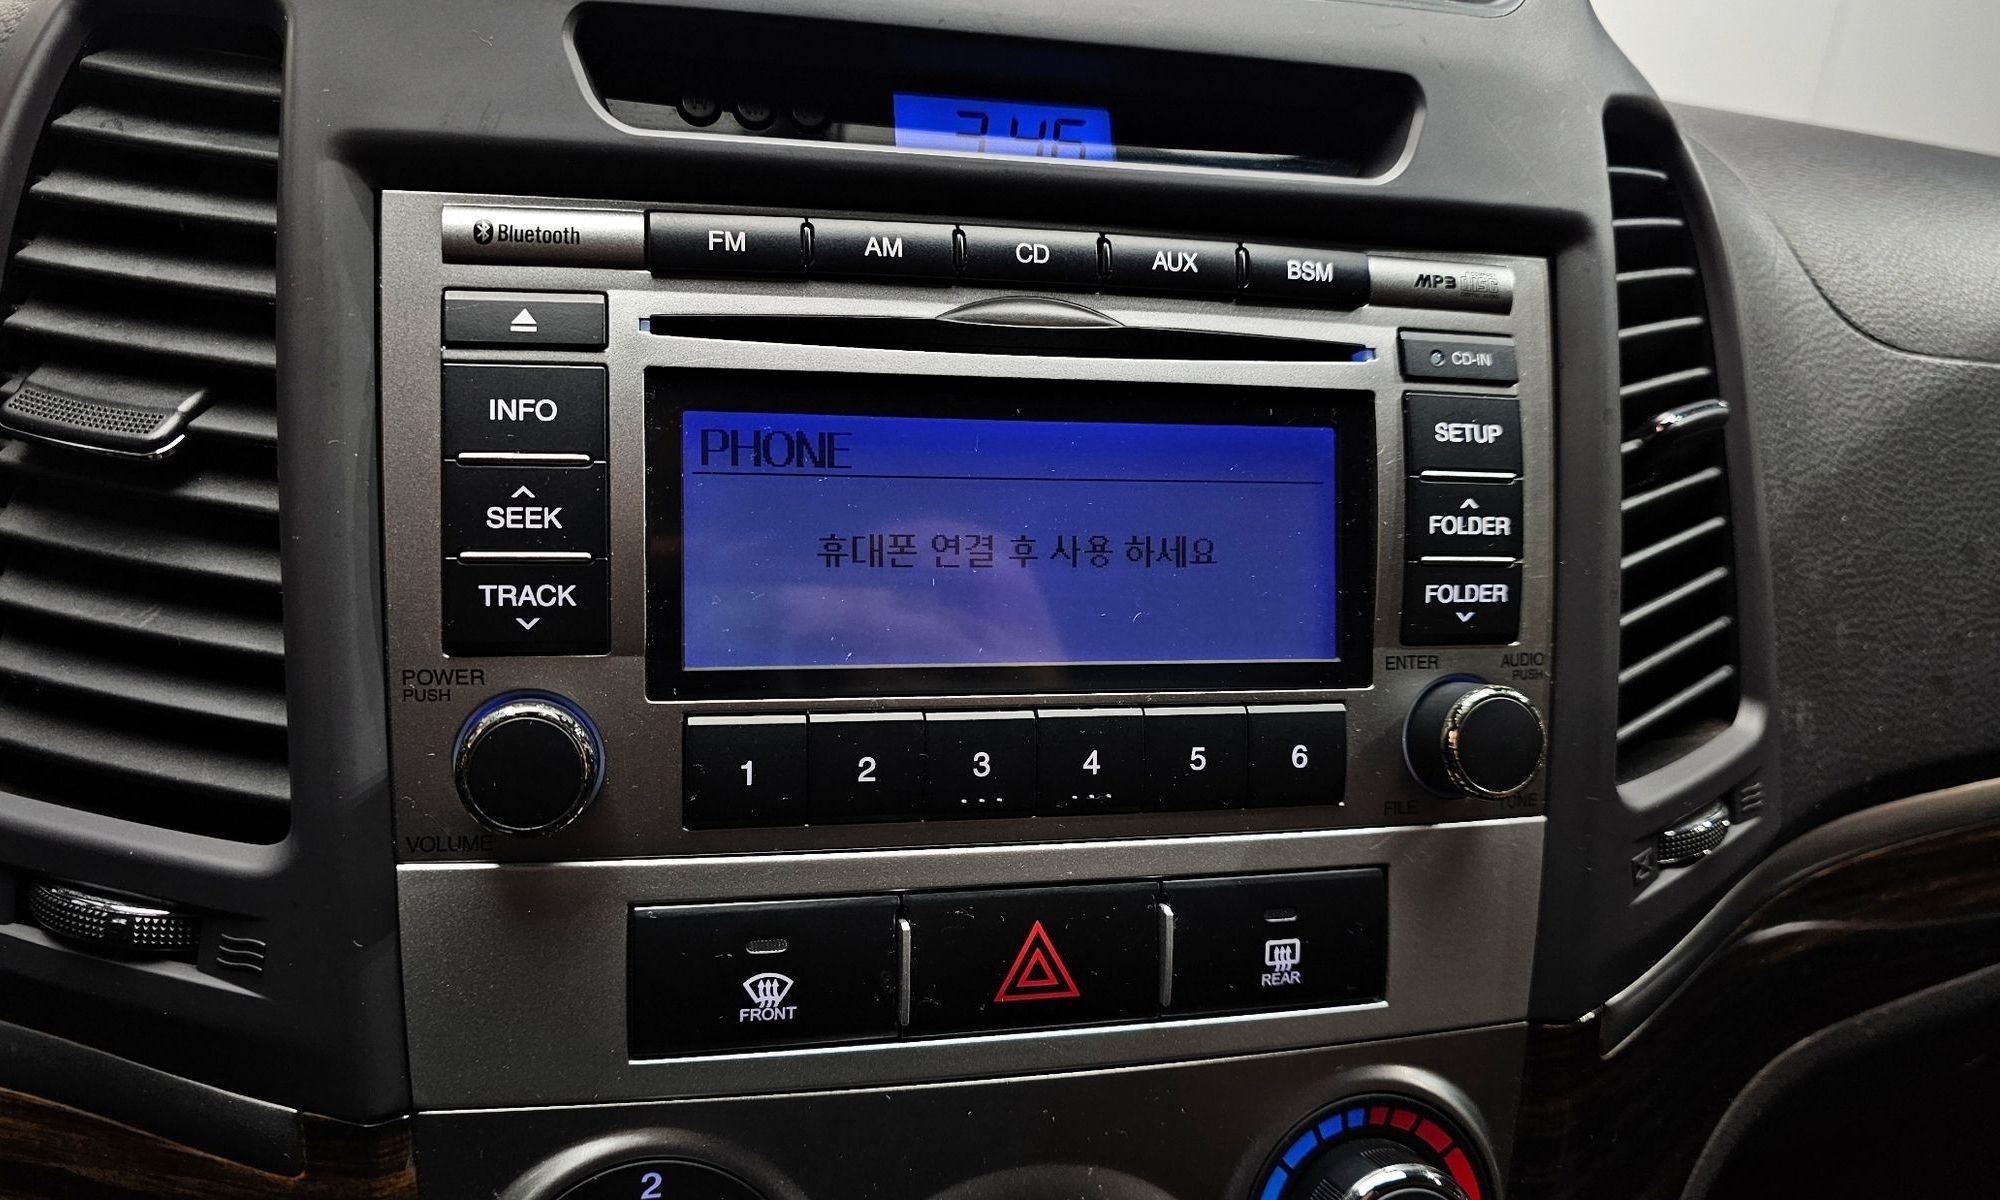 7:46
Bluetooth FM AM CD AUX BSM MP3
CD-IN
INFO
SETUP
PHONE
휴대폰 연결 후 사용 하세요
SEEK
FOLDER
TRACK
FOLDER
POWER
PUSH
ENTER
AUDIO
PUSH
1 2 3 4 5 6
VOLUME
FILE
TUNE
FRONT
REAR
2